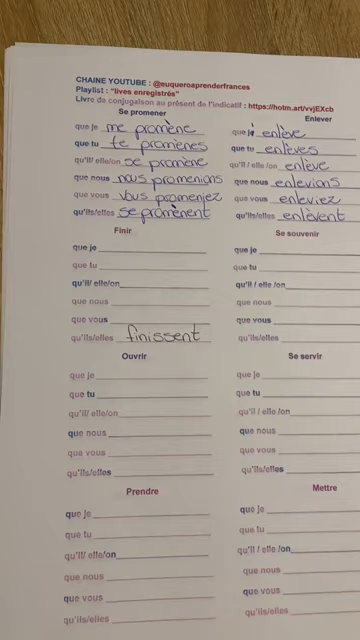 CHAINE YOUTUBE : @euqueroaprenderfrances
Playlist : "lives enregistrés"
Livre de conjugaison au présent de l'indicatif : https://hotm.art/vvjEXcb
Se promener
que je me promène
que tu te promènes
qu'il/ elle/on se promène
que nous nous promenions
que vous vous promeniez
qu'ils/elles se promènent
Enlever
que j' enlève
que tu enlèves
qu'il / elle /on enlève
que nous enlevions
que vous enleviez
qu'ils/elles enlèvent
Finir
que je
que tu
qu'il/ elle/on
que nous
que vous
qu'ils/elles finissent
Se souvenir
que je
que tu
qu'il / elle /on
que nous
que vous
qu'ils/elles
Ouvrir
que je
que tu
qu'il/ elle/on
que nous
que vous
qu'ils/elles
Se servir
que je
que tu
qu'il / elle /on
que nous
que vous
qu'ils/elles
Prendre
que je
que tu
qu'il/ elle/on
que nous
que vous
qu'ils/elles
Mettre
que je
que tu
qu'il / elle /on
que nous
que vous
qu'ils/elles